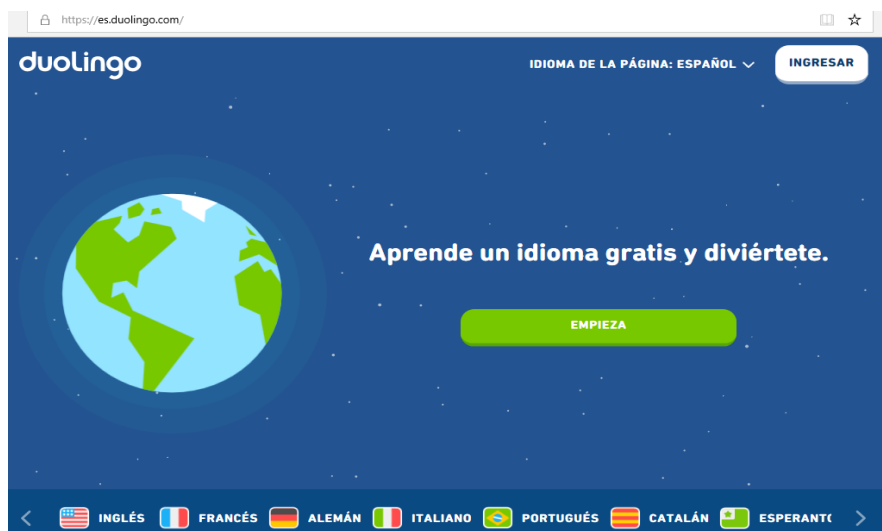 https://es.duolingo.com/
duolingo
IDIOMA DE LA PÁGINA: ESPAÑOL
INGRESAR
Aprende un idioma gratis y diviértete.
EMPIEZA
INGLÉS FRANCÉS ALEMÁN ITALIANO PORTUGUÉS CATALÁN ESPERANT